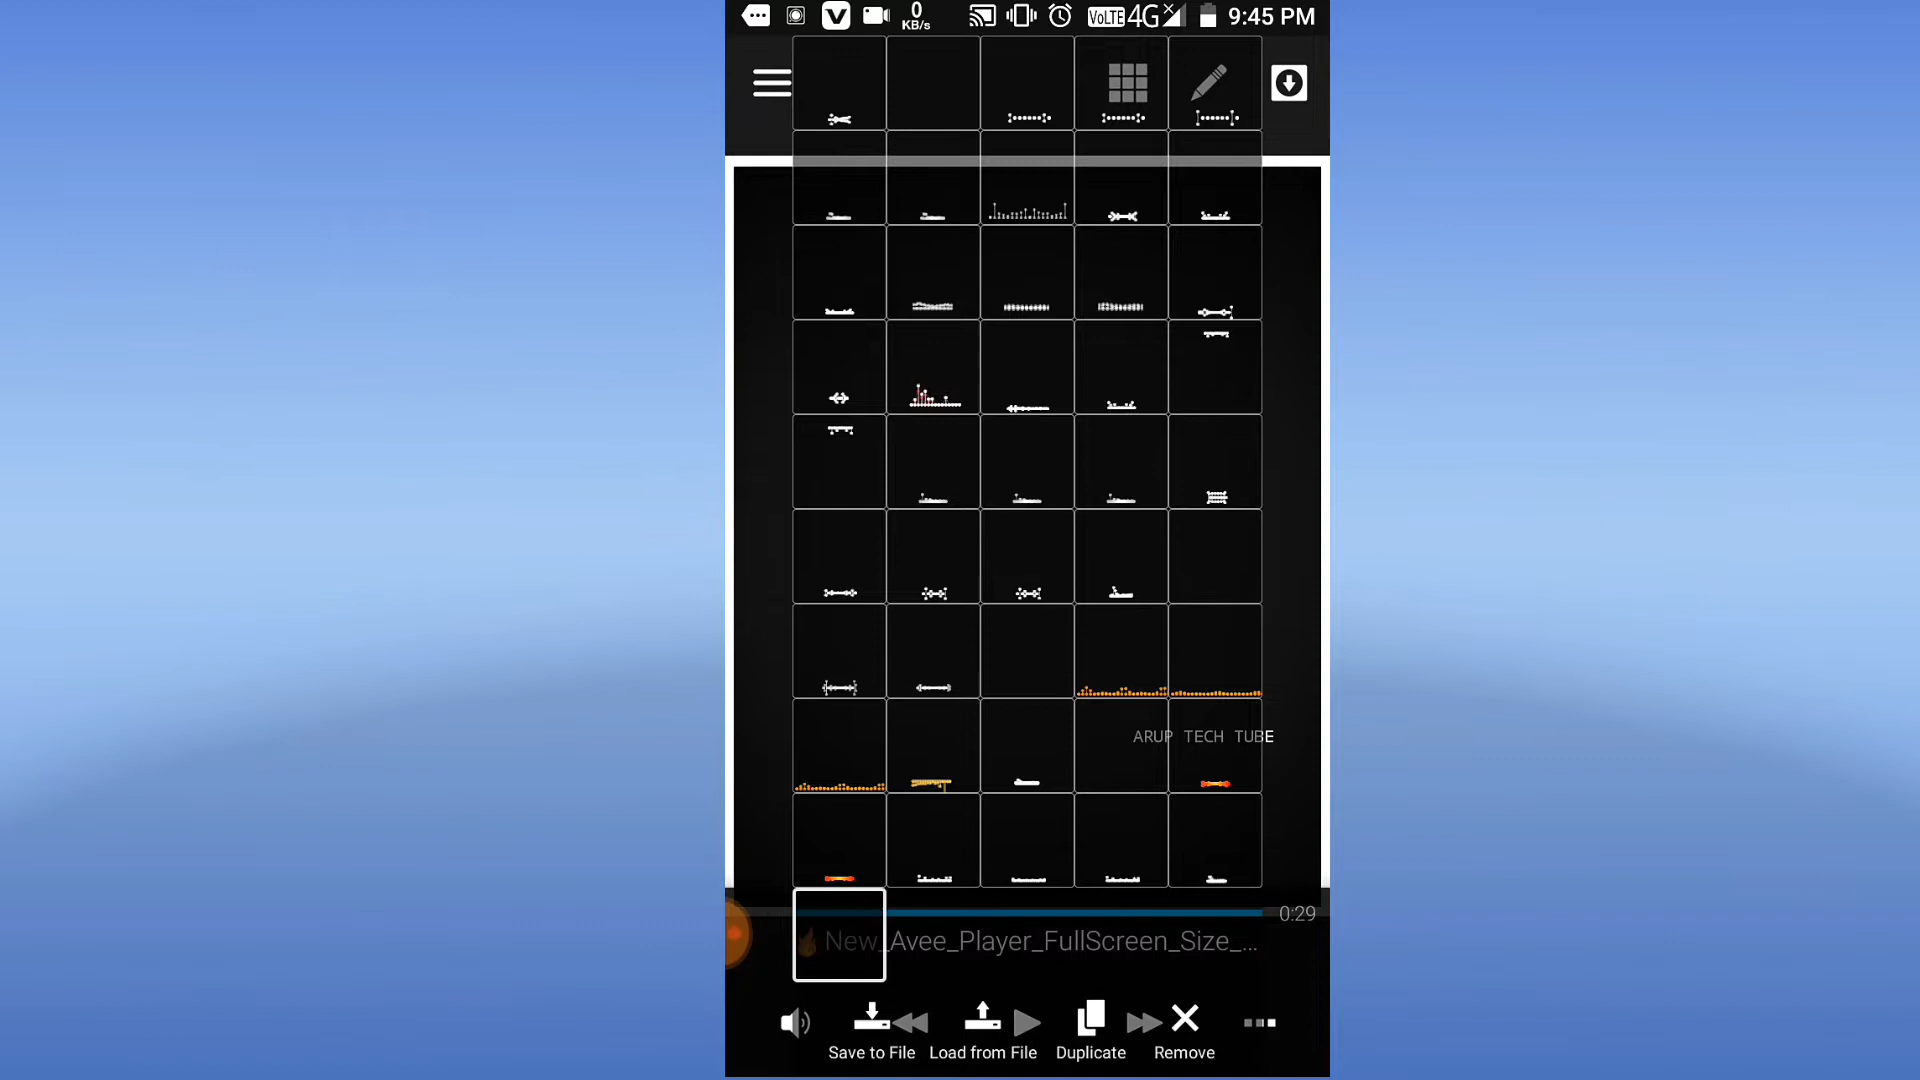 0 KB/s VoLTE 4G 9:45 PM
ARUP TECH TUBE
0:29
New_Avee_Player_FullScreen_Size_...
Save to File Load from File Duplicate Remove